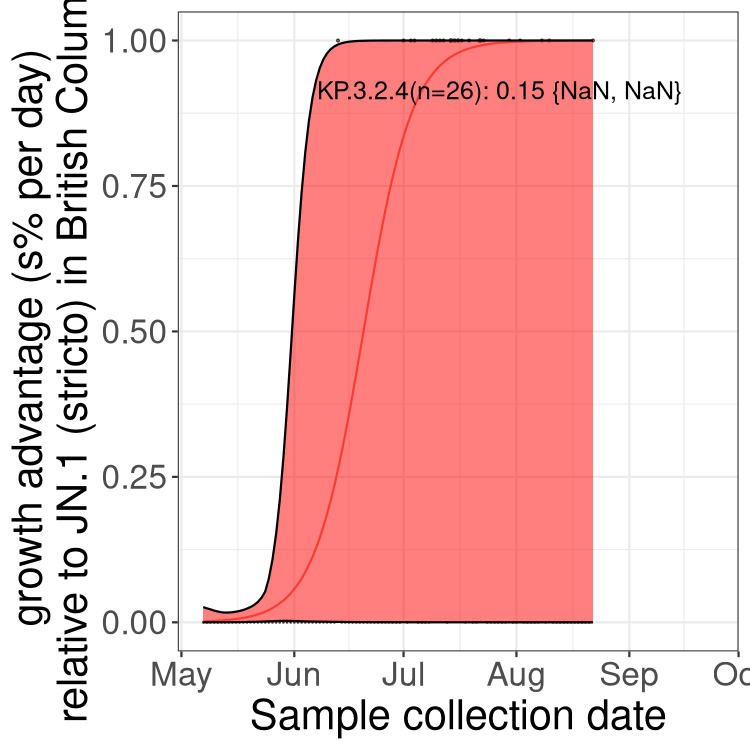 growth advantage (s% per day)
relative to JN.1 (stricto) in British Colum
1.00
0.75
0.50
0.25
0.00
KP.3.2.4(n=26): 0.15 {NaN, NaN}
May Jun Jul Aug Sep Oc
Sample collection date